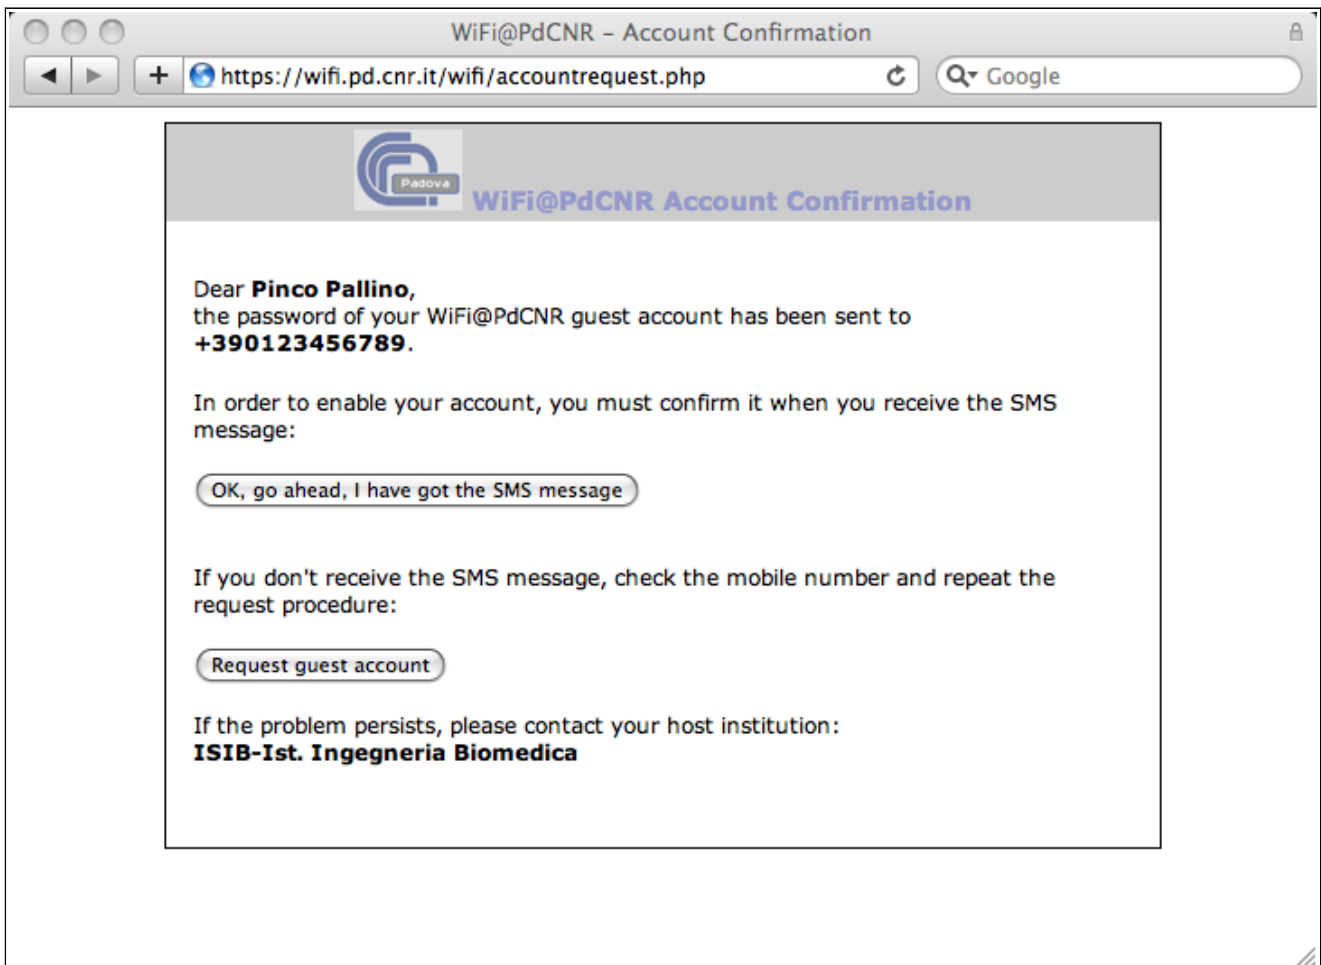 WiFi@PdCNR – Account Confirmation
https://wifi.pd.cnr.it/wifi/accountrequest.php
Google
Padova
WiFi@PdCNR Account Confirmation
Dear Pinco Pallino,
the password of your WiFi@PdCNR guest account has been sent to
+390123456789.
In order to enable your account, you must confirm it when you receive the SMS
message:
OK, go ahead, I have got the SMS message
If you don't receive the SMS message, check the mobile number and repeat the
request procedure:
Request guest account
If the problem persists, please contact your host institution:
ISIB-Ist. Ingegneria Biomedica